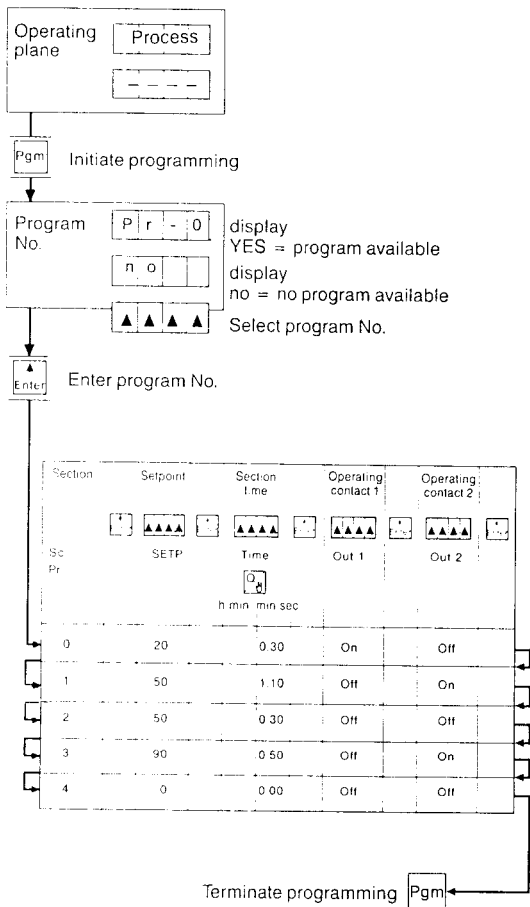 Operating
plane
Process
- - - -
Pgm
Initiate programming
Program
No.
Pr-0
display
YES = program available
no
display
no = no program available
Select program No.
Enter
Enter program No.
Section Setpoint Section time Operating contact 1 Operating contact 2
SETP Time Out 1 Out 2
Pr
h min min sec
0 20 0.30 On Off
1 50 1.10 Off On
2 50 0.30 Off Off
3 90 0 50 Off On
4 0 0 00 Off Off
Terminate programming Pgm